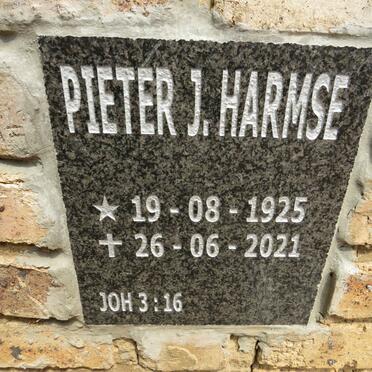 PIETER J. HARMSE
★ 19 - 08 - 1925
✝ 26 - 06 - 2021
JOH 3 : 16